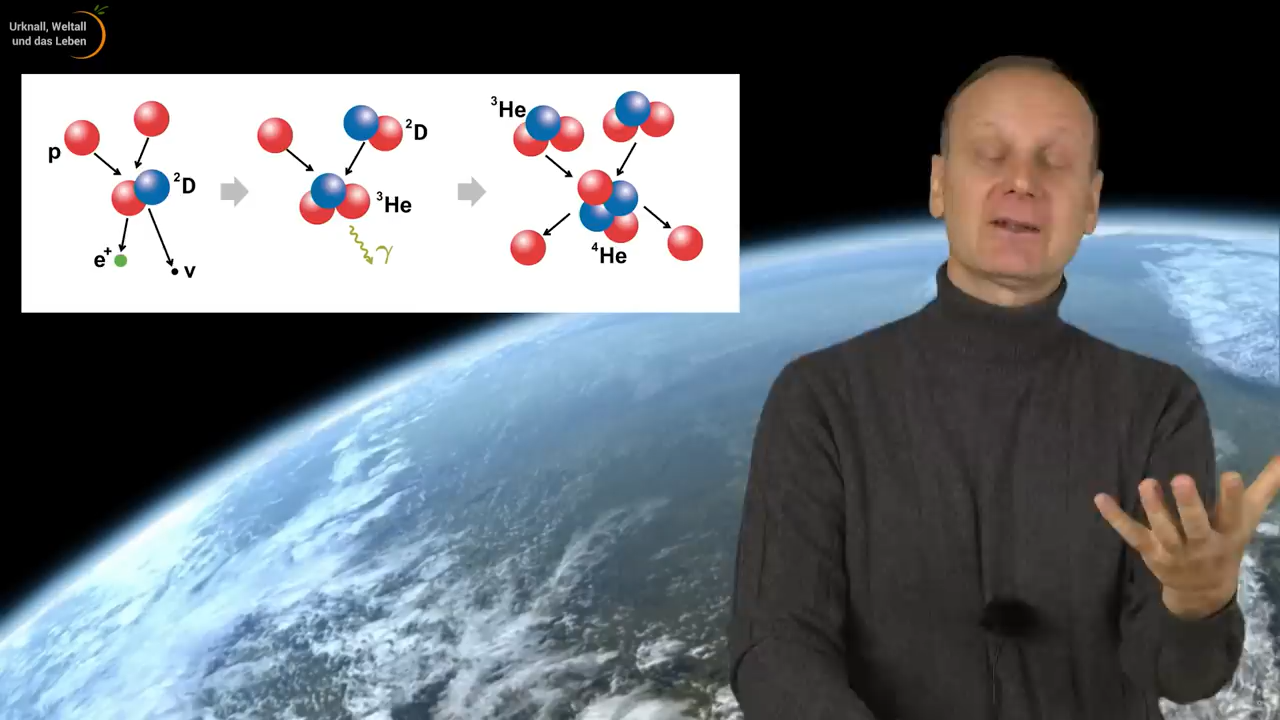 Urknall, Weltall
und das Leben
p
²D
e⁺
ν
²D
³He
γ
³He
⁴He